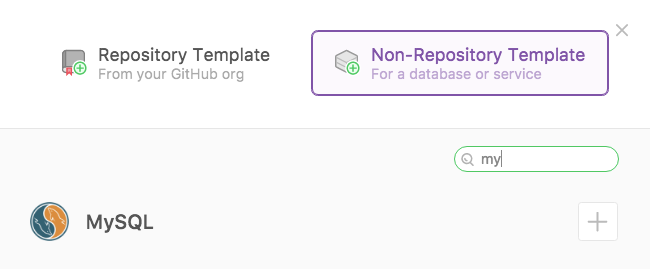 Repository Template
From your GitHub org
Non-Repository Template
For a database or service
my
MySQL